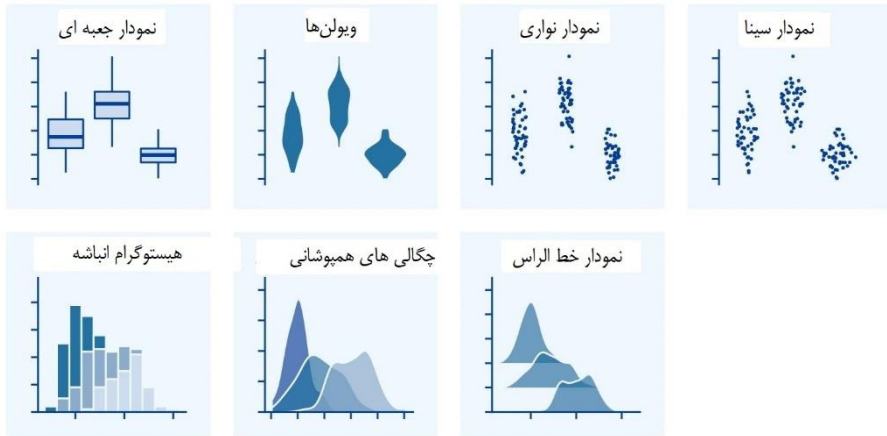 نمودار جعبه ای
ویولن‌ها
نمودار نواری
نمودار سینا
هیستوگرام انباشه
چگالی های همپوشانی
نمودار خط الراس